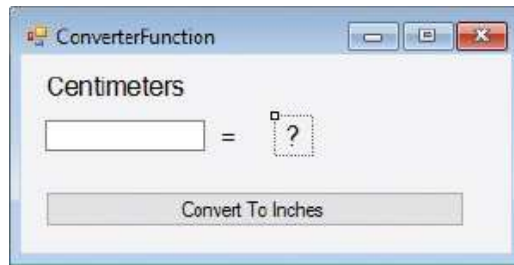 ConverterFunction
Centimeters
= ?
Convert To Inches